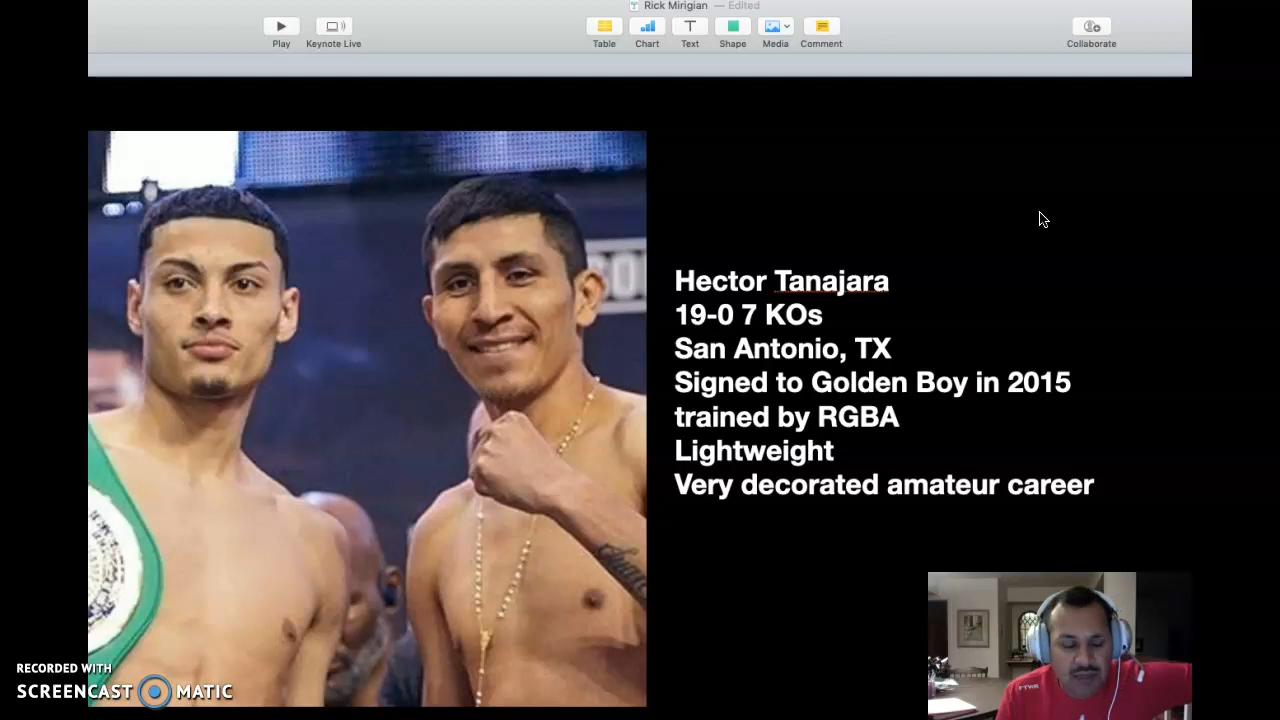 Rick Mirigian — Edited
Play
Keynote Live
Table
Chart
Text
Shape
Media
Comment
Collaborate
Hector Tanajara
19-0 7 KOs
San Antonio, TX
Signed to Golden Boy in 2015
trained by RGBA
Lightweight
Very decorated amateur career
RECORDED WITH
SCREENCAST MATIC